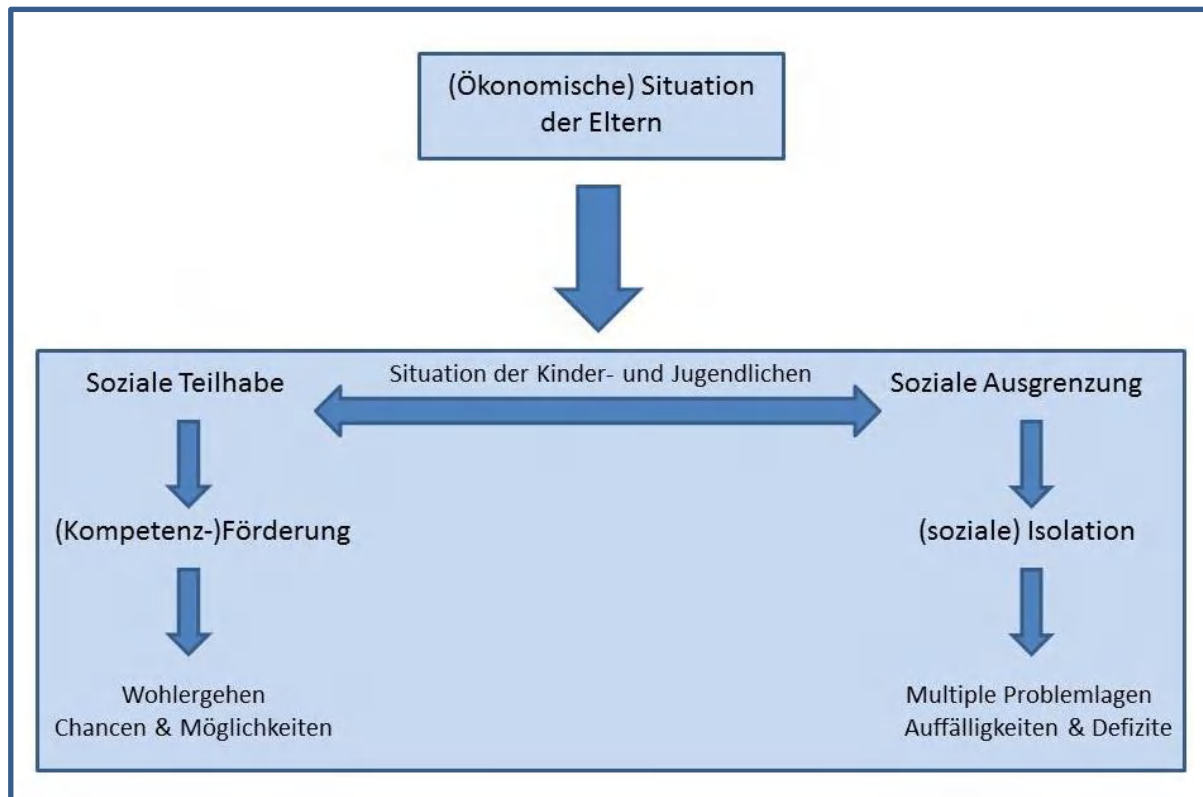 (Ökonomische) Situation
der Eltern
Situation der Kinder- und Jugendlichen
Soziale Teilhabe
Soziale Ausgrenzung
(Kompetenz-)Förderung
(soziale) Isolation
Wohlergehen
Chancen & Möglichkeiten
Multiple Problemlagen
Auffälligkeiten & Defizite